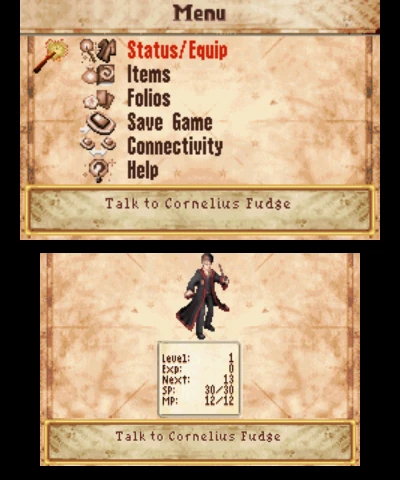 Menu
Status/Equip
Items
Folios
Save Game
Connectivity
Help
Talk to Cornelius Fudge
Level: 1
Exp: 0
Next: 13
SP: 30/30
MP: 12/12
Talk to Cornelius Fudge